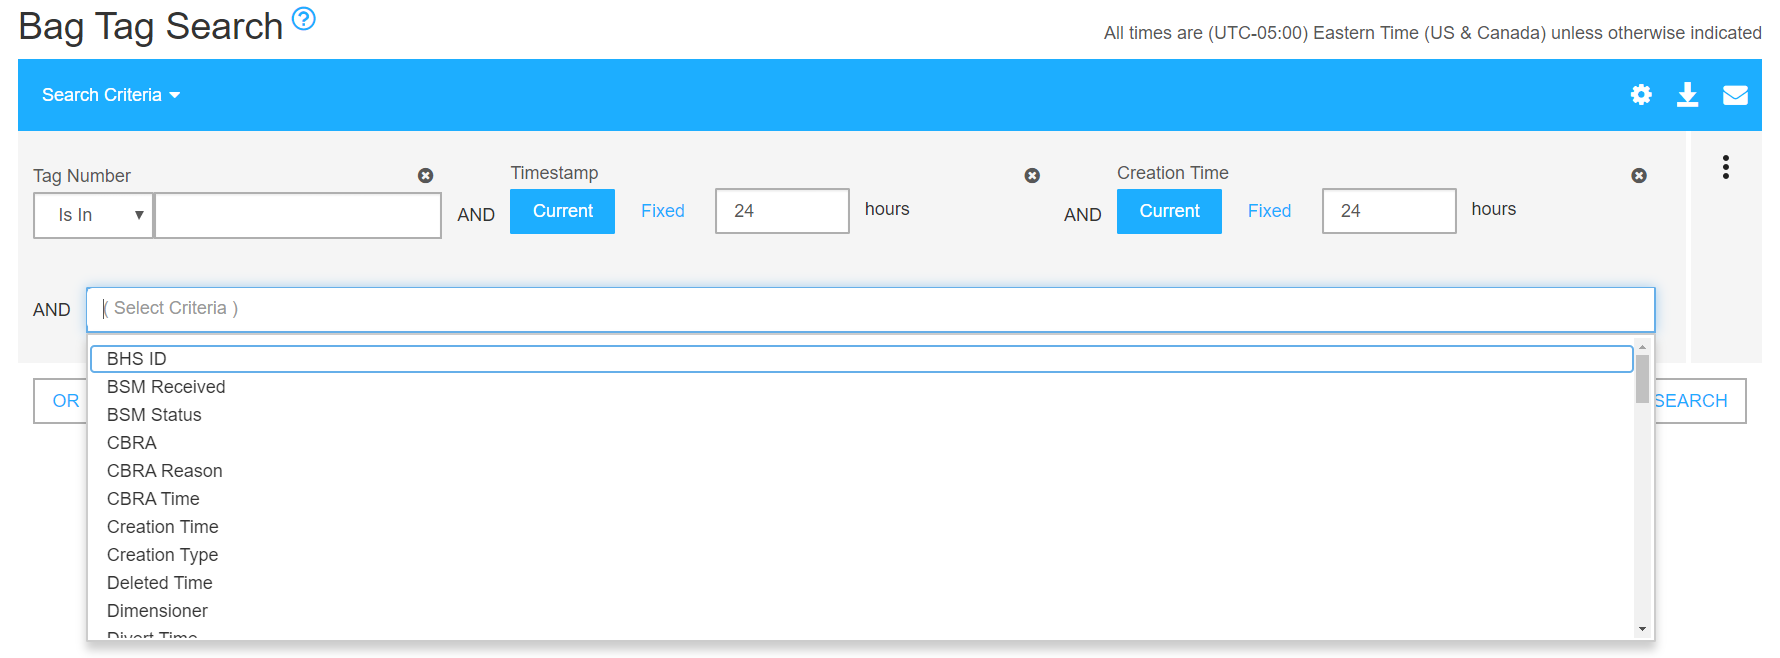 Bag Tag Search
All times are (UTC-05:00) Eastern Time (US & Canada) unless otherwise indicated
Search Criteria
Tag Number
Is In
AND
Timestamp
Current Fixed 24 hours
AND
Creation Time
Current Fixed 24 hours
AND ( Select Criteria )
BHS ID
BSM Received
BSM Status
CBRA
CBRA Reason
CBRA Time
Creation Time
Creation Type
Deleted Time
Dimensioner
Divert Time
OR
SEARCH